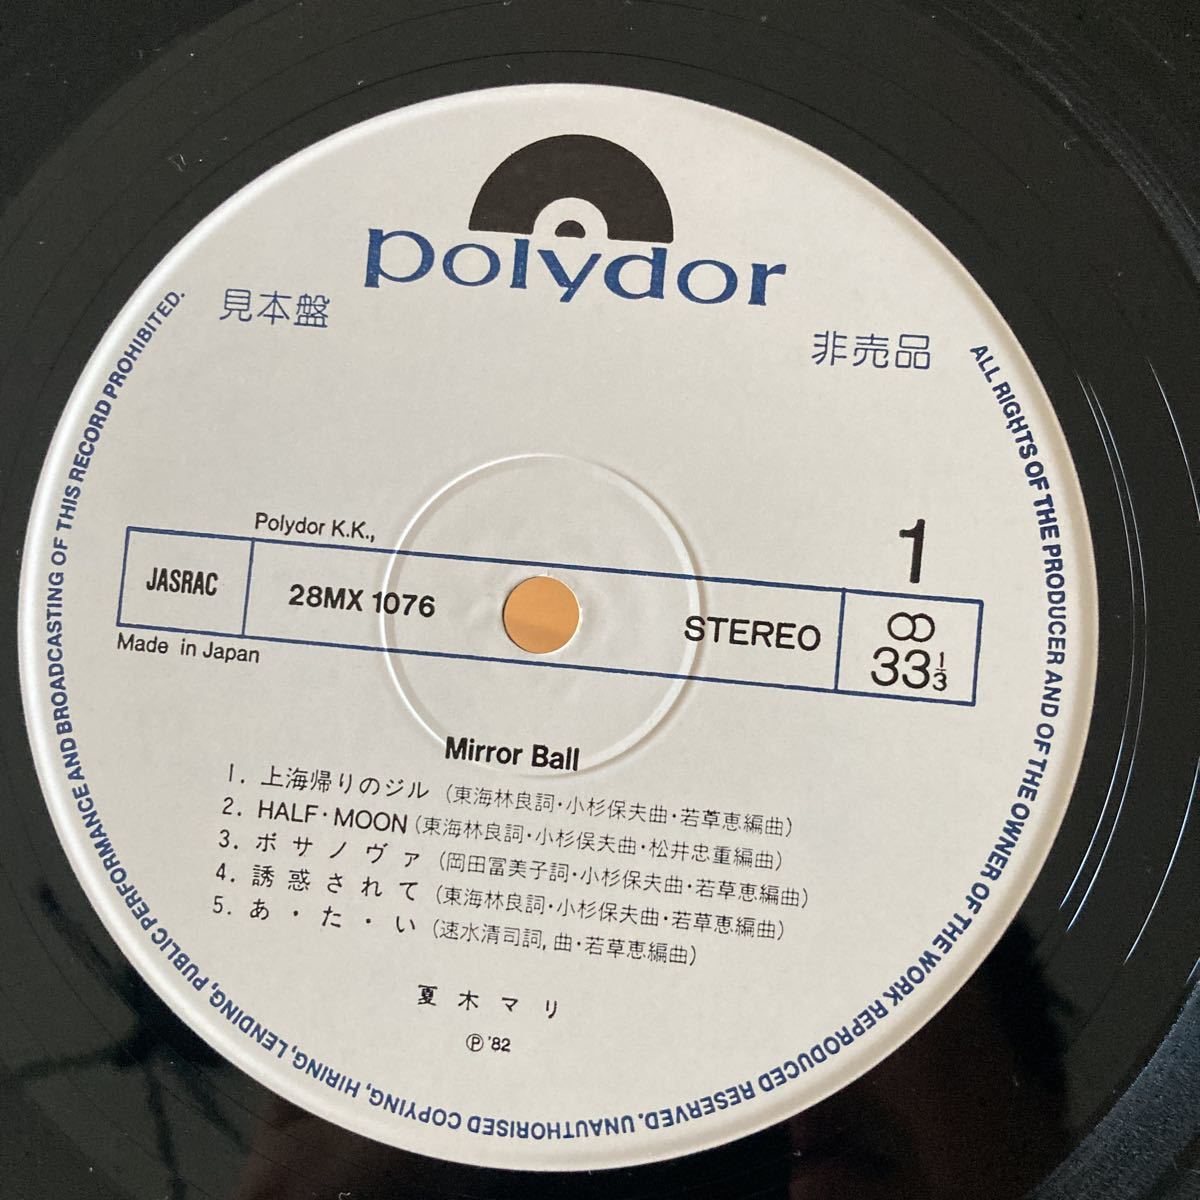 polydor
見本盤
非売品
1
Polydor K.K.,
JASRAC
28MX 1076
STEREO
33⅓
Made in Japan
Mirror Ball
1. 上海帰りのジル (東海林良詞・小杉保夫曲・若草恵編曲)
2. HALF・MOON (東海林良詞・小杉俣夫曲・松井忠重編曲)
3. ボサノヴァ (岡田冨美子詞・小杉保夫曲・若草恵編曲)
4. 誘惑されて (東海林良詞・小杉保夫曲・若草恵編曲)
5. あ・た・い (速水清司詞, 曲・若草恵編曲)
夏木マリ
Ⓟ '82
ALL RIGHTS OF THE PRODUCER AND OF THE OWNER OF THE WORK REPRODUCED RESERVED. UNAUTHORISED COPYING, HIRING, LENDING, PUBLIC PERFORMANCE AND BROADCASTING OF THIS RECORD PROHIBITED.